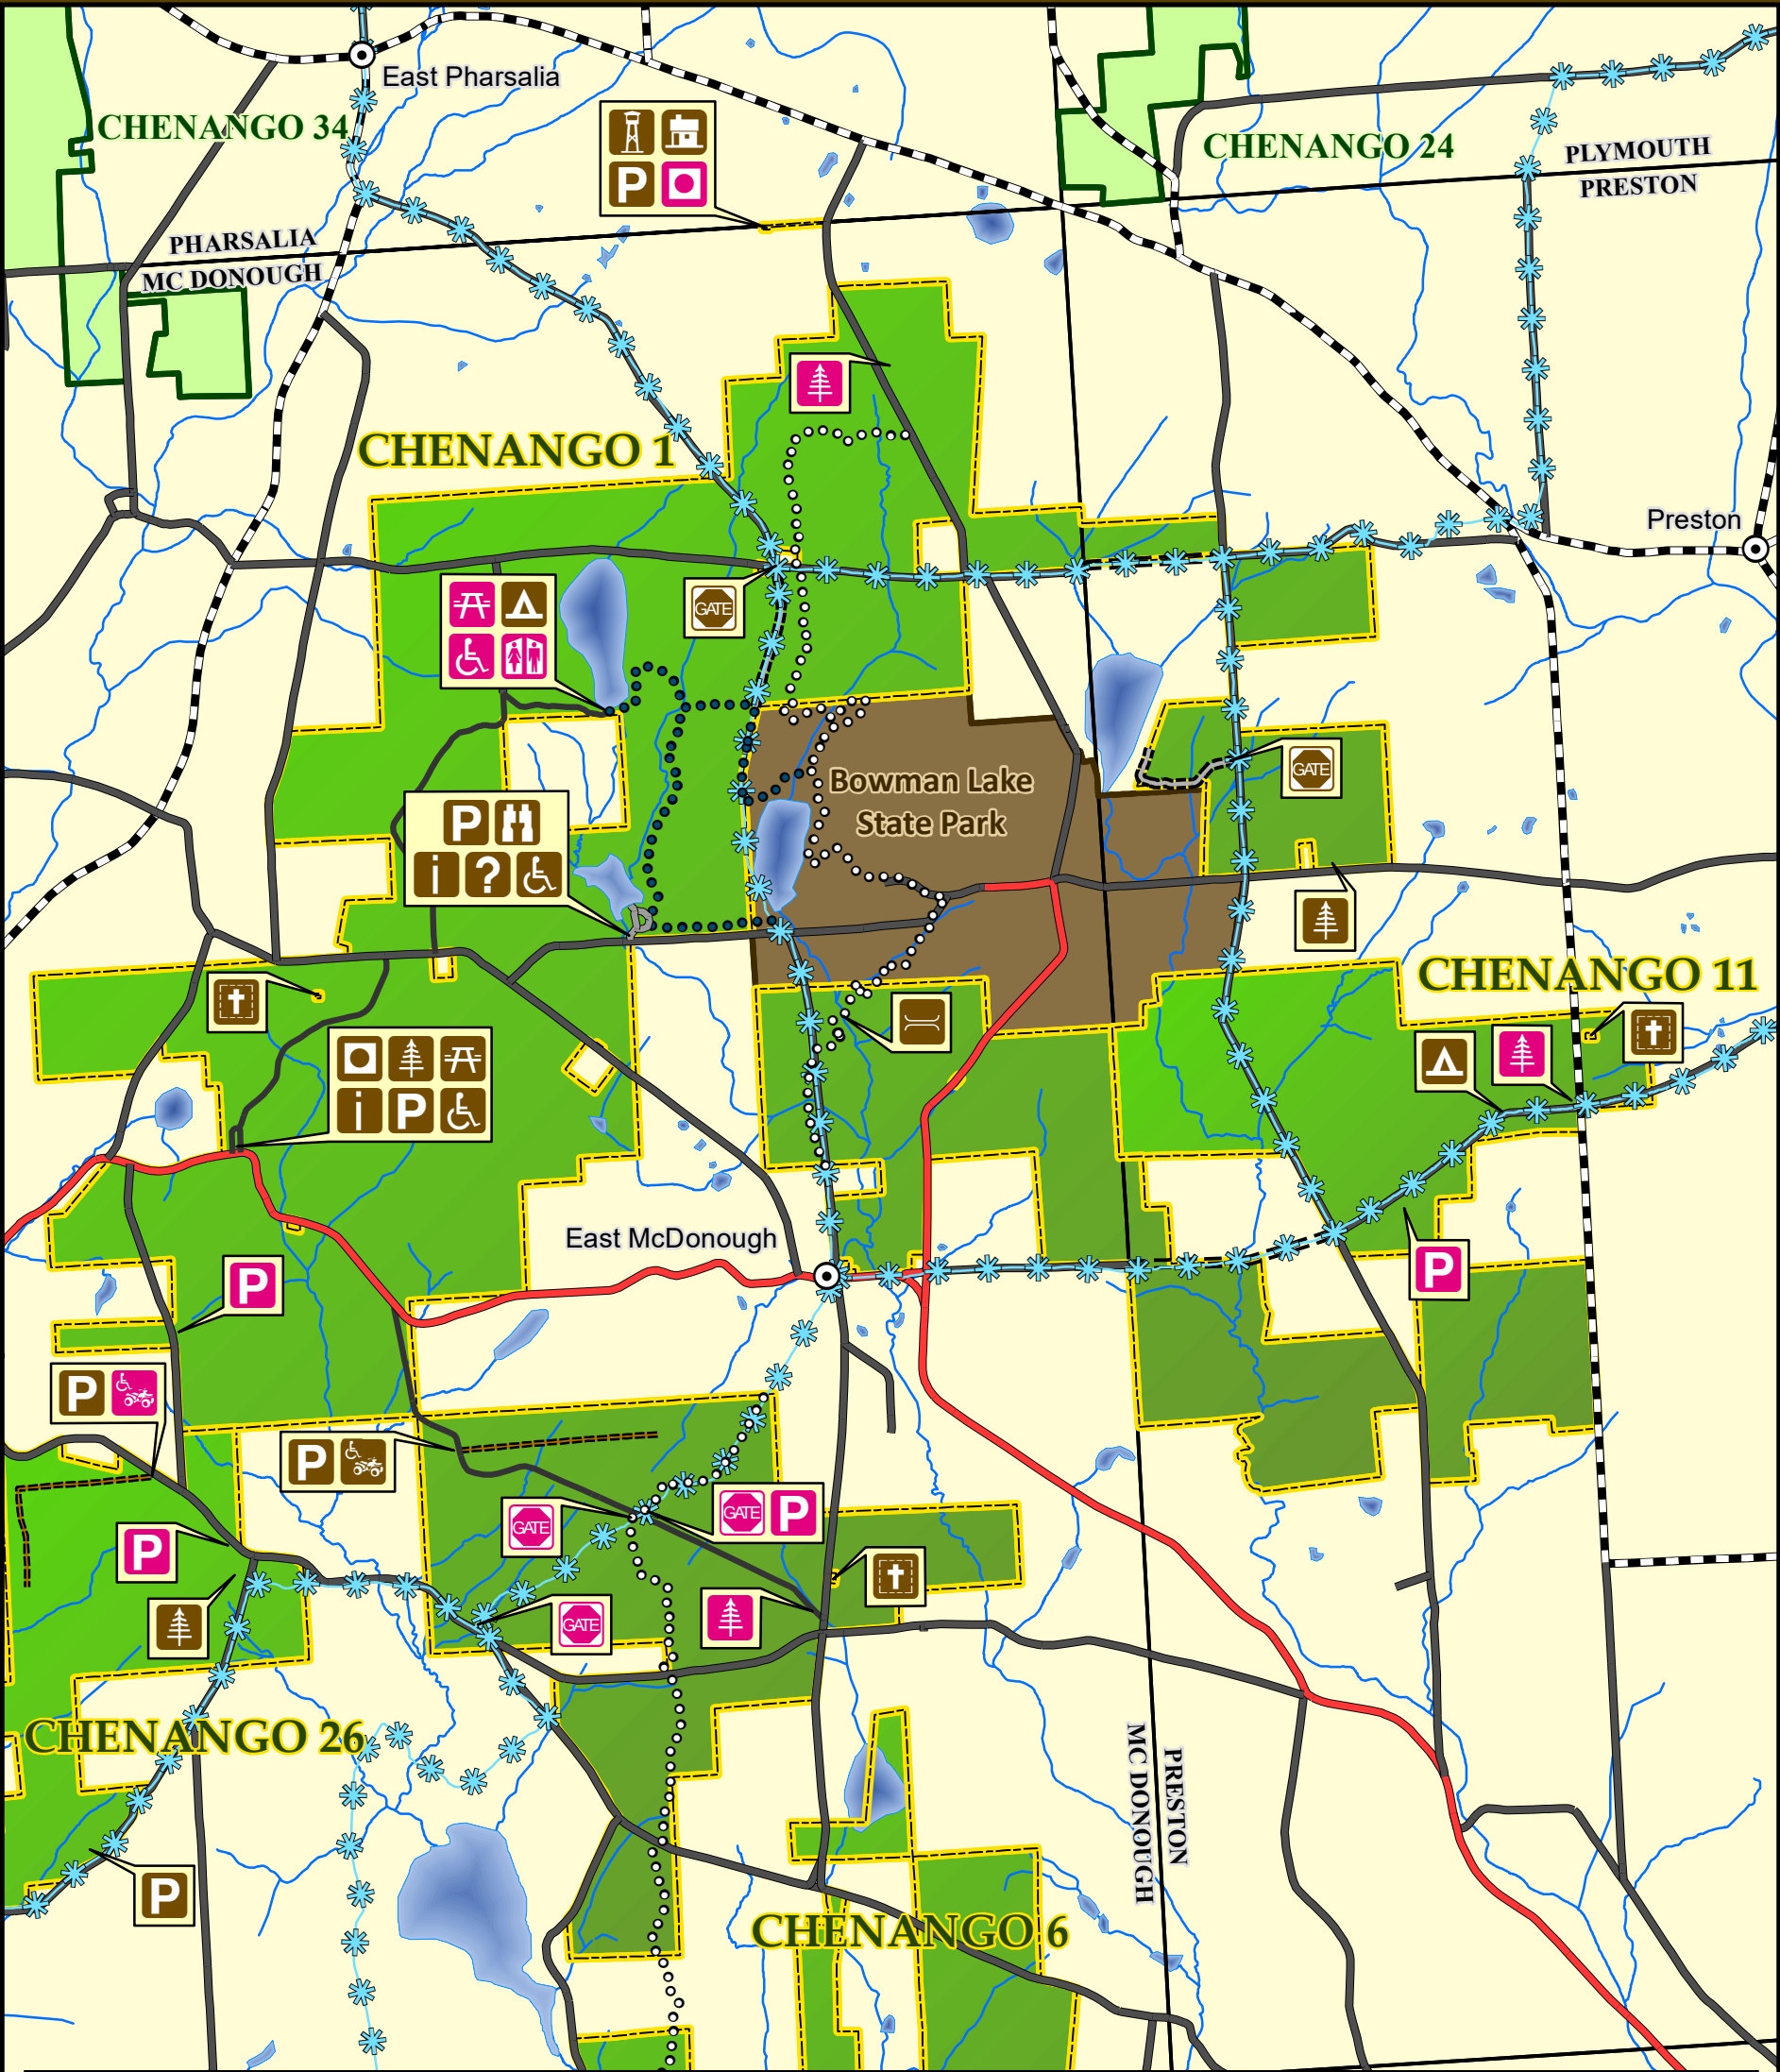 East Pharsalia
CHENANGO 34
CHENANGO 24
PLYMOUTH
PRESTON
P
PHARSALIA
MC DONOUGH
CHENANGO 1
Preston
GATE
Bowman Lake
State Park
GATE
P
i ?
CHENANGO 11
i P
East McDonough
P
P
P
P
GATE
GATE P
P
GATE
CHENANGO 26
PRESTON
MC DONOUGH
P
CHENANGO 6